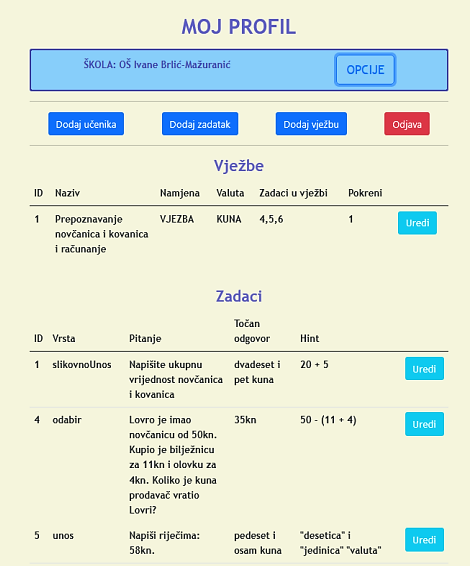 MOJ PROFIL
ŠKOLA: OŠ Ivane Brlić-Mažuranić
OPCIJE
Dodaj učenika Dodaj zadatak Dodaj vježbu Odjava
Vježbe
ID Naziv Namjena Valuta Zadaci u vježbi Pokreni
1 Prepoznavanje VJEZBA KUNA 4,5,6 1 Uredi
novčanica i kovanica
i računanje
Zadaci
Točan
ID Vrsta Pitanje odgovor Hint
1 slikovnoUnos Napišite ukupnu dvadeset i 20 + 5 Uredi
vrijednost novčanica pet kuna
i kovanica
4 odabir Lovro je imao 35kn 50 - (11 + 4) Uredi
novčanicu od 50kn.
Kupio je bilježnicu
za 11kn i olovku za
4kn. Koliko je kuna
prodavač vratio
Lovri?
5 unos Napiši riječima: pedeset i "desetica" i Uredi
58kn. osam kuna "jedinica" "valuta"